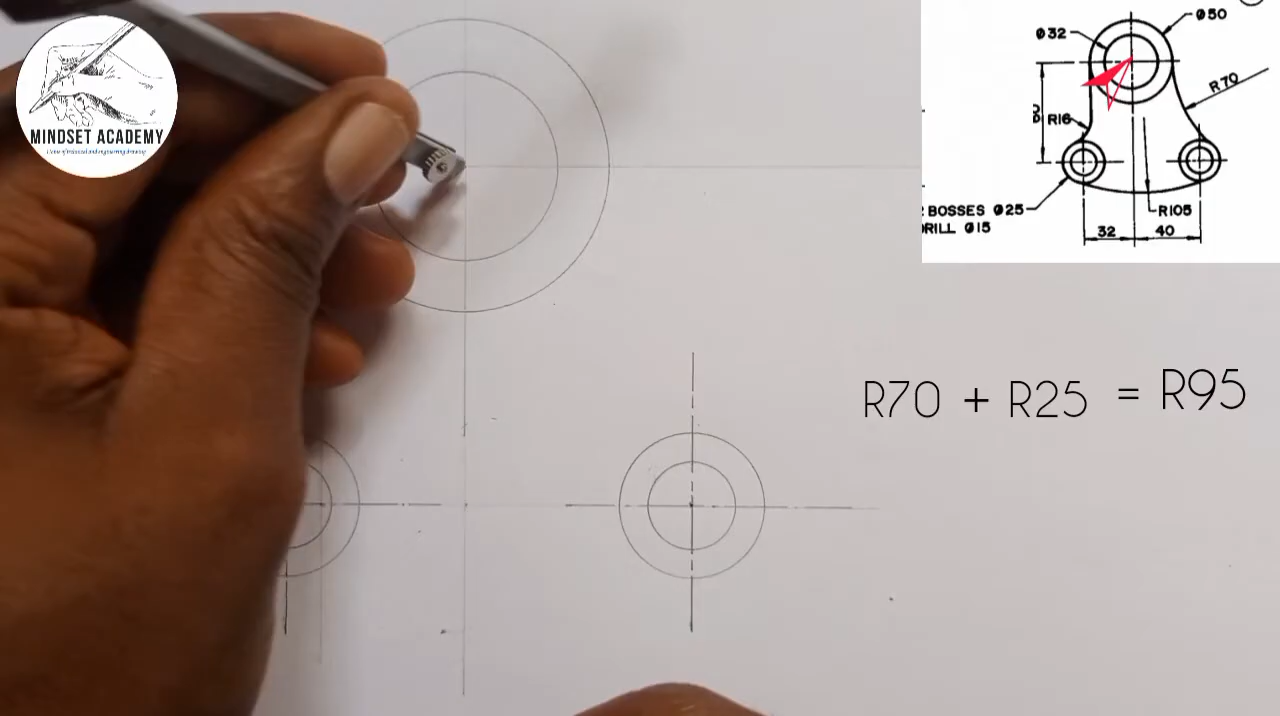 MINDSET ACADEMY
Ø50
Ø32
R70
R16
BOSSES Ø25
DRILL Ø15
R105
32
40
R70 + R25 = R95